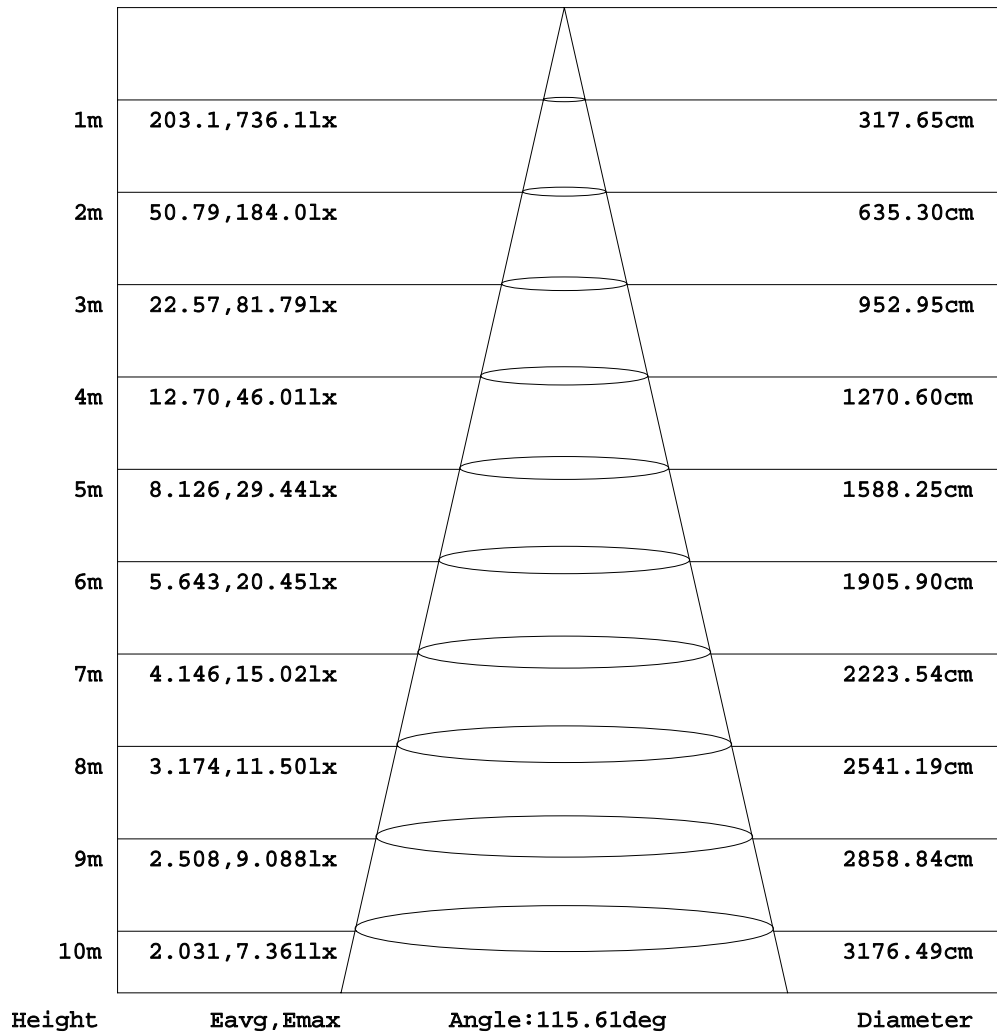 1m 203.1,736.1lx 317.65cm
2m 50.79,184.0lx 635.30cm
3m 22.57,81.79lx 952.95cm
4m 12.70,46.01lx 1270.60cm
5m 8.126,29.44lx 1588.25cm
6m 5.643,20.45lx 1905.90cm
7m 4.146,15.02lx 2223.54cm
8m 3.174,11.50lx 2541.19cm
9m 2.508,9.088lx 2858.84cm
10m 2.031,7.361lx 3176.49cm
Height Eavg,Emax Angle:115.61deg Diameter